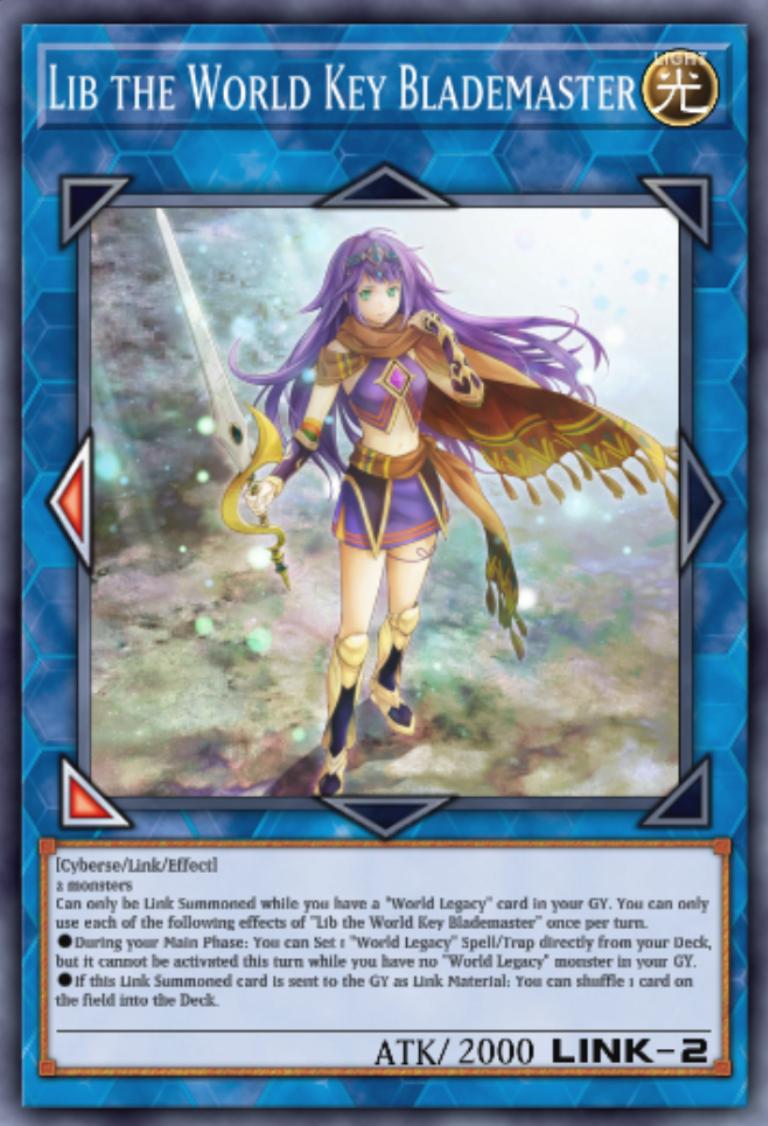 LIB THE WORLD KEY BLADEMASTER
LIGHT
光
[Cyberse/Link/Effect]
2 monsters
Can only be Link Summoned while you have a "World Legacy" card in your GY. You can only
use each of the following effects of "Lib the World Key Blademaster" once per turn.
●During your Main Phase: You can Set 1 "World Legacy" Spell/Trap directly from your Deck,
but it cannot be activated this turn while you have no "World Legacy" monster in your GY.
●If this Link Summoned card is sent to the GY as Link Material: You can shuffle 1 card on
the field into the Deck.
ATK/ 2000 LINK-2